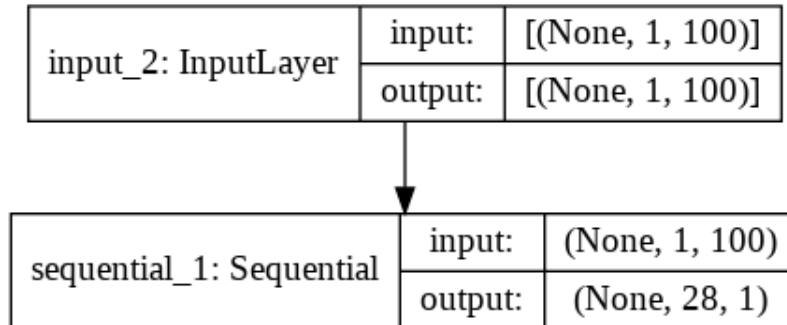 input_2: InputLayer
input:
[(None, 1, 100)]
output:
[(None, 1, 100)]
sequential_1: Sequential
input:
(None, 1, 100)
output:
(None, 28, 1)